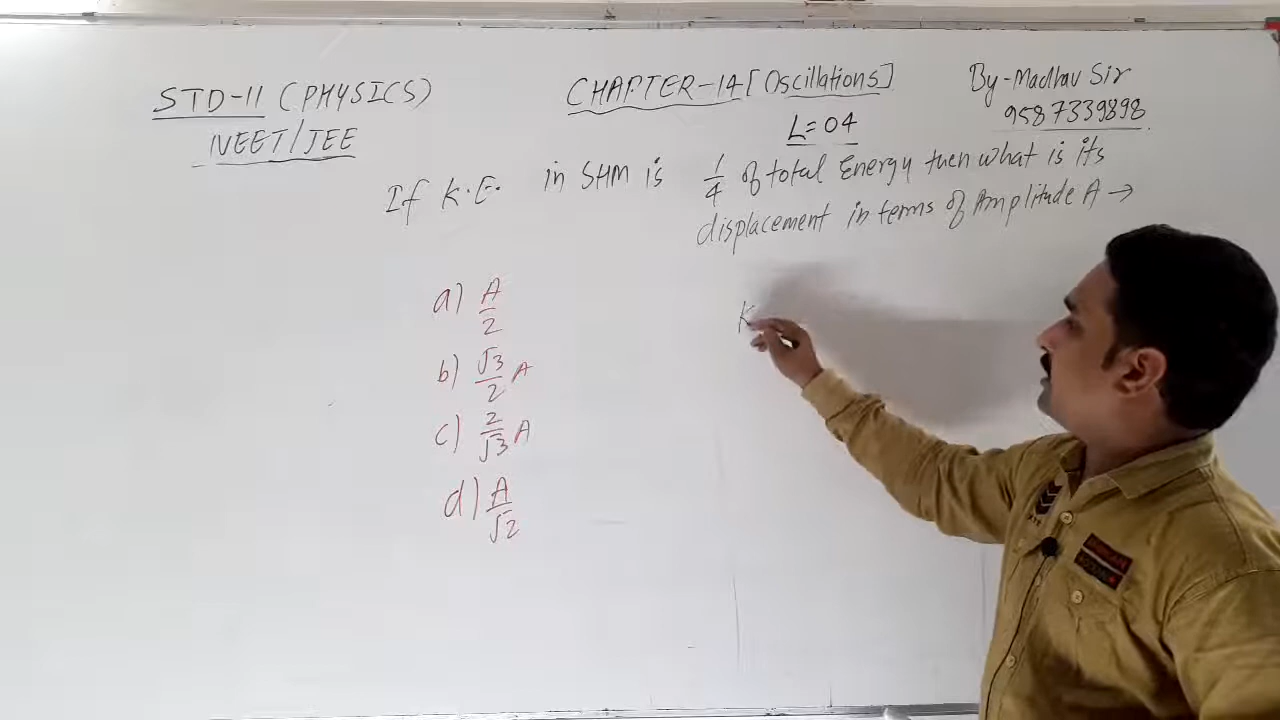 STD-11 (PHYSICS)
NEET/JEE
CHAPTER-14 [Oscillations]
L=04
By-Madhav Sir
9587339898
If K.E. in SHM is 1/4 of total Energy then what is its
displacement in terms of Amplitude A →
a) A/2
b) √3/2 A
c) 2/√3 A
d) A/√2
K